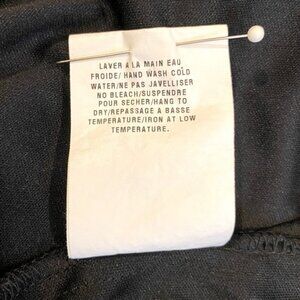 LAVER A LA MAIN EAU
FROIDE/ HAND WASH COLD
WATER/NE PAS JAVELLISER
NO BLEACH/SUSPENDRE
POUR SECHER/HANG TO
DRY/REPASSAGE A BASSE
TEMPERATURE/IRON AT LOW
TEMPERATURE.